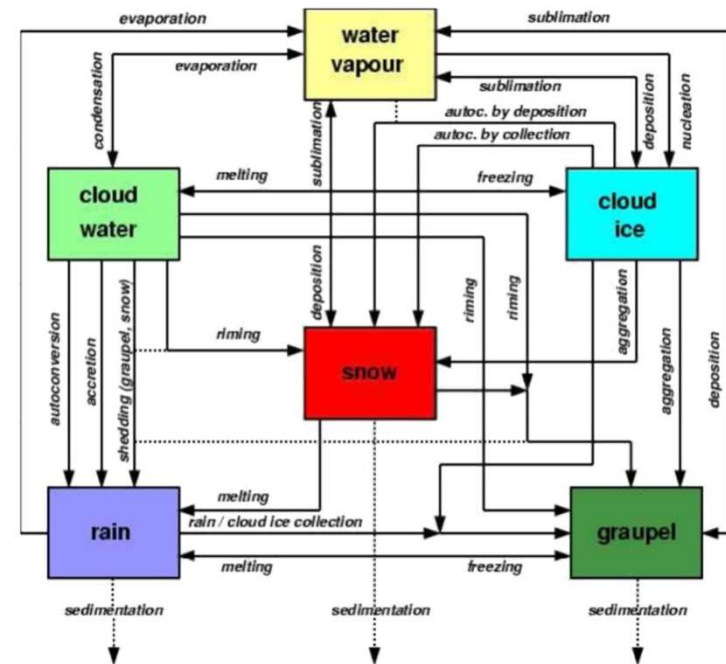 evaporation
sublimation
water
vapour
evaporation
sublimation
condensation
sublimation
deposition
nucleation
autoc. by deposition
autoc. by collection
cloud
water
melting
freezing
cloud
ice
deposition
riming
riming
aggregation
aggregation
deposition
autoconversion
accretion
shedding (graupel, snow)
riming
snow
melting
rain / cloud ice collection
rain
graupel
melting
freezing
sedimentation
sedimentation
sedimentation